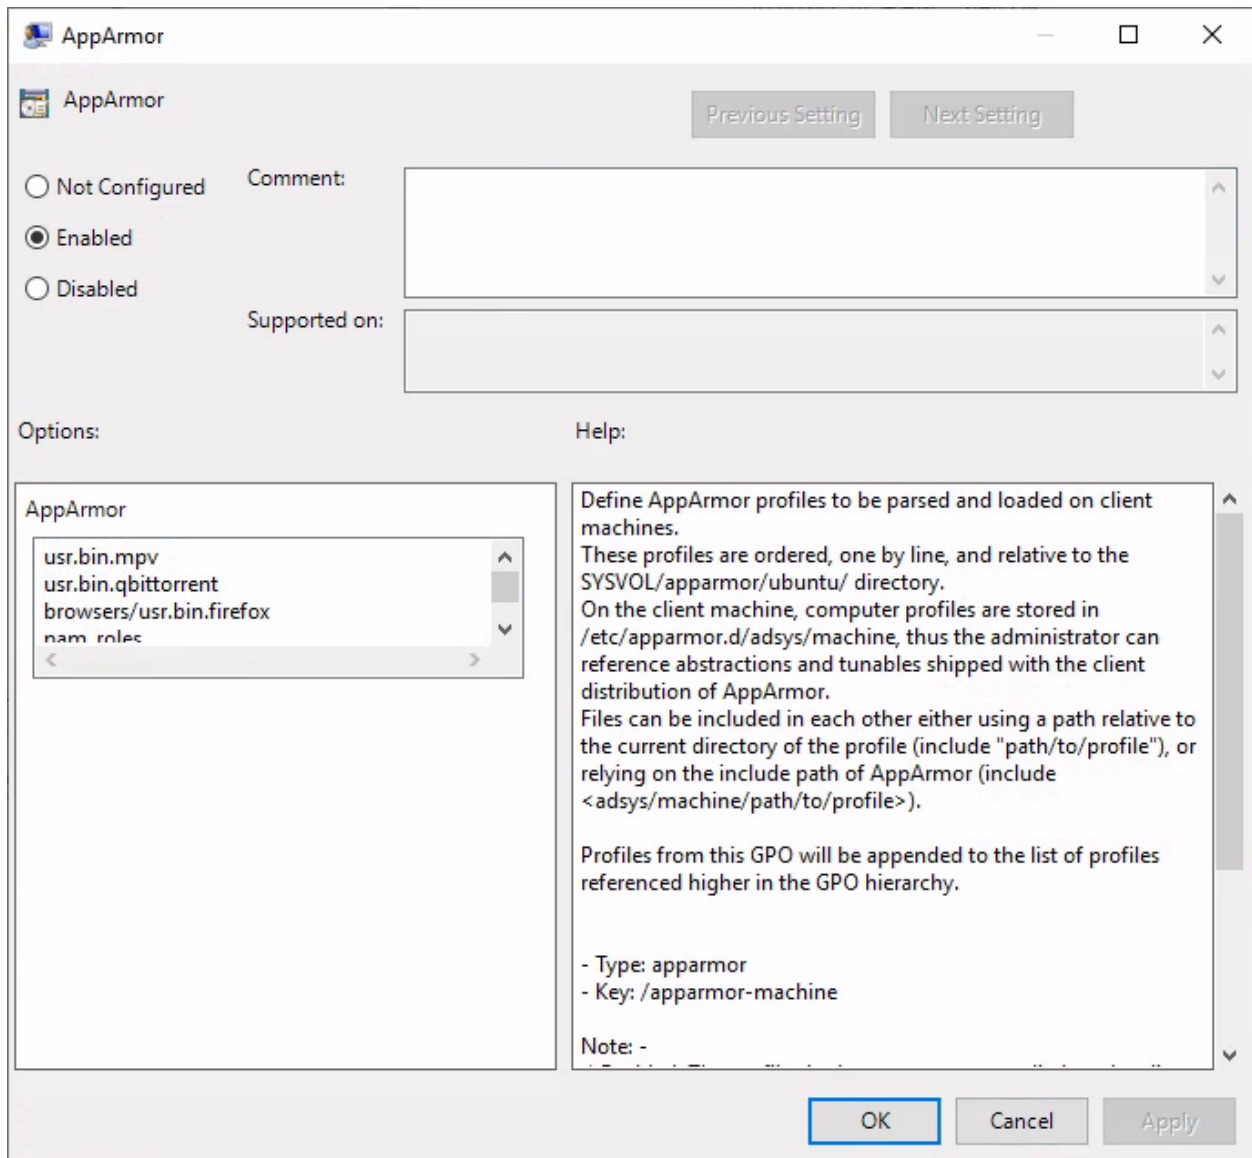 AppArmor
AppArmor
Previous Setting
Next Setting
Not Configured
Comment:
Enabled
Disabled
Supported on:
Options:
Help:
AppArmor
usr.bin.mpv
usr.bin.qbittorrent
browsers/usr.bin.firefox
pam_roles
Define AppArmor profiles to be parsed and loaded on client
machines.
These profiles are ordered, one by line, and relative to the
SYSVOL/apparmor/ubuntu/ directory.
On the client machine, computer profiles are stored in
/etc/apparmor.d/adsys/machine, thus the administrator can
reference abstractions and tunables shipped with the client
distribution of AppArmor.
Files can be included in each other either using a path relative to
the current directory of the profile (include "path/to/profile"), or
relying on the include path of AppArmor (include
<adsys/machine/path/to/profile>).
Profiles from this GPO will be appended to the list of profiles
referenced higher in the GPO hierarchy.
- Type: apparmor
- Key: /apparmor-machine
Note: -
OK
Cancel
Apply